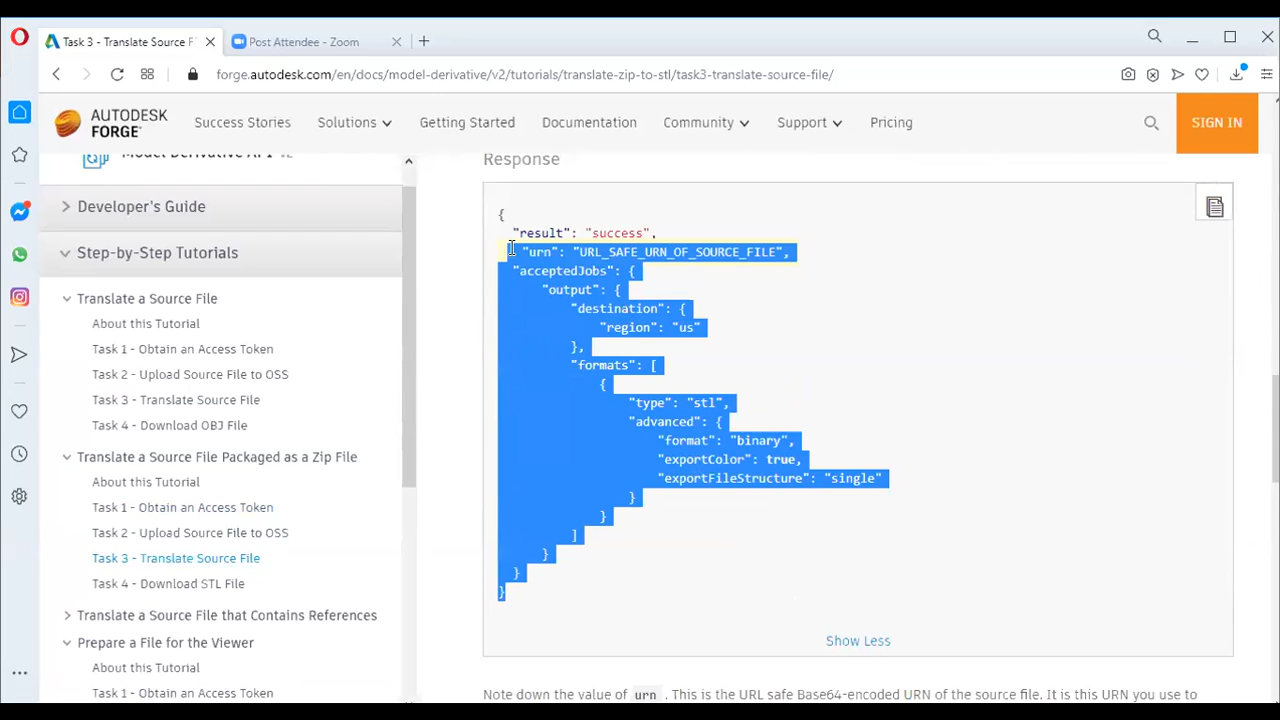 Task 3 - Translate Source F
Post Attendee - Zoom
forge.autodesk.com/en/docs/model-derivative/v2/tutorials/translate-zip-to-stl/task3-translate-source-file/
AUTODESK
FORGE
Success Stories
Solutions
Getting Started
Documentation
Community
Support
Pricing
SIGN IN
Model Derivative API v2
Developer's Guide
Step-by-Step Tutorials
Translate a Source File
About this Tutorial
Task 1 - Obtain an Access Token
Task 2 - Upload Source File to OSS
Task 3 - Translate Source File
Task 4 - Download OBJ File
Translate a Source File Packaged as a Zip File
About this Tutorial
Task 1 - Obtain an Access Token
Task 2 - Upload Source File to OSS
Task 3 - Translate Source File
Task 4 - Download STL File
Translate a Source File that Contains References
Prepare a File for the Viewer
About this Tutorial
Task 1 - Obtain an Access Token
Response
{
"result": "success",
"urn": "URL_SAFE_URN_OF_SOURCE_FILE",
"acceptedJobs": {
"output": {
"destination": {
"region": "us"
},
"formats": [
{
"type": "stl",
"advanced": {
"format": "binary",
"exportColor": true,
"exportFileStructure": "single"
}
}
]
}
}
}
Show Less
Note down the value of urn . This is the URL safe Base64-encoded URN of the source file. It is this URN you use to